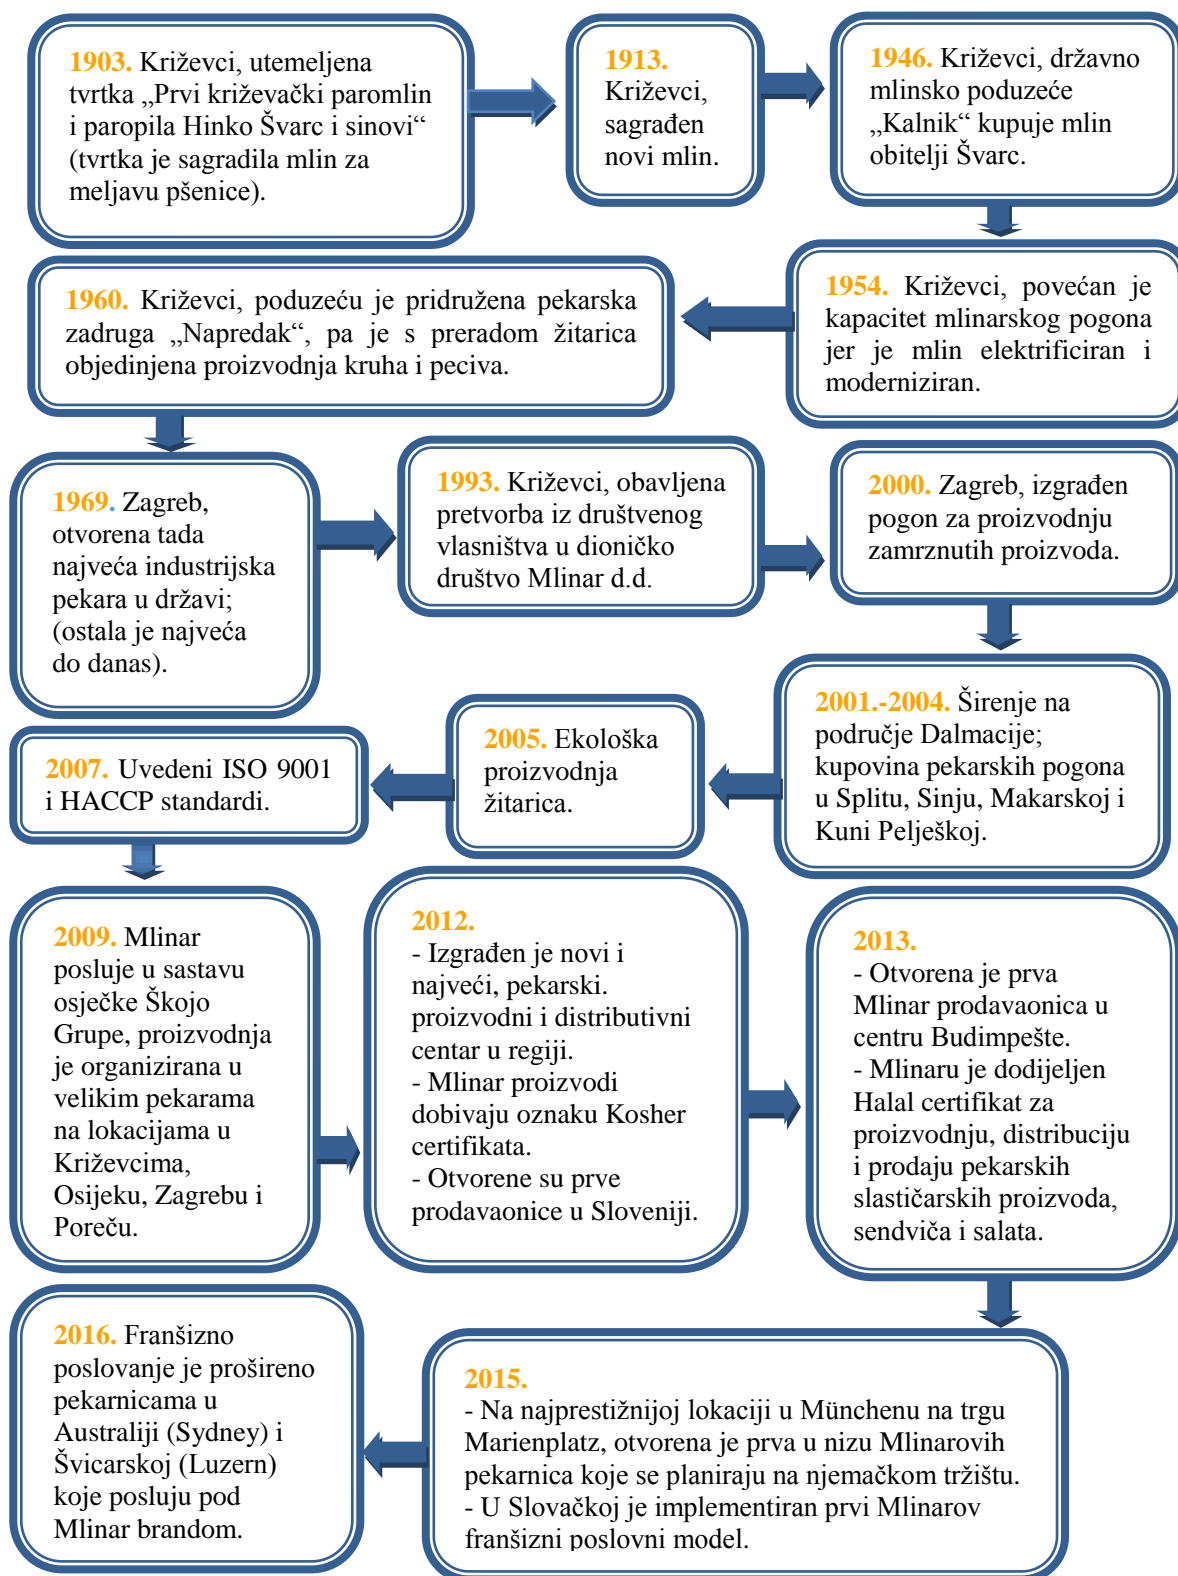 1903. Križevci, utemeljena
tvrtka „Prvi križevački paromlin
i paropila Hinko Švarc i sinovi“
(tvrtka je sagradila mlin za
meljavu pšenice).
1913.
Križevci,
sagrađen
novi mlin.
1946. Križevci, državno
mlinsko poduzeće
„Kalnik“ kupuje mlin
obitelji Švarc.
1954. Križevci, povećan je
kapacitet mlinarskog pogona
jer je mlin elektrificiran i
moderniziran.
1960. Križevci, poduzeću je pridružena pekarska
zadruga „Napredak“, pa je s preradom žitarica
objedinjena proizvodnja kruha i peciva.
1969. Zagreb,
otvorena tada
najveća industrijska
pekara u državi;
(ostala je najveća
do danas).
1993. Križevci, obavljena
pretvorba iz društvenog
vlasništva u dioničko
društvo Mlinar d.d.
2000. Zagreb, izgrađen
pogon za proizvodnju
zamrznutih proizvoda.
2001.-2004. Širenje na
područje Dalmacije;
kupovina pekarskih pogona
u Splitu, Sinju, Makarskoj i
Kuni Pelješkoj.
2005. Ekološka
proizvodnja
žitarica.
2007. Uvedeni ISO 9001
i HACCP standardi.
2009. Mlinar
posluje u sastavu
osječke Škojo
Grupe, proizvodnja
je organizirana u
velikim pekarama
na lokacijama u
Križevcima,
Osijeku, Zagrebu i
Poreču.
2012.
- Izgrađen je novi i
najveći, pekarski.
proizvodni i distributivni
centar u regiji.
- Mlinar proizvodi
dobivaju oznaku Kosher
certifikata.
- Otvorene su prve
prodavaonice u Sloveniji.
2013.
- Otvorena je prva
Mlinar prodavaonica u
centru Budimpešte.
- Mlinaru je dodijeljen
Halal certifikat za
proizvodnju, distribuciju
i prodaju pekarskih
slastičarskih proizvoda,
sendviča i salata.
2015.
- Na najprestižnijoj lokaciji u Münchenu na trgu
Marienplatz, otvorena je prva u nizu Mlinarovih
pekarnica koje se planiraju na njemačkom tržištu.
- U Slovačkoj je implementiran prvi Mlinarov
franšizni poslovni model.
2016. Franšizno
poslovanje je prošireno
pekarnicama u
Australiji (Sydney) i
Švicarskoj (Luzern)
koje posluju pod
Mlinar brandom.